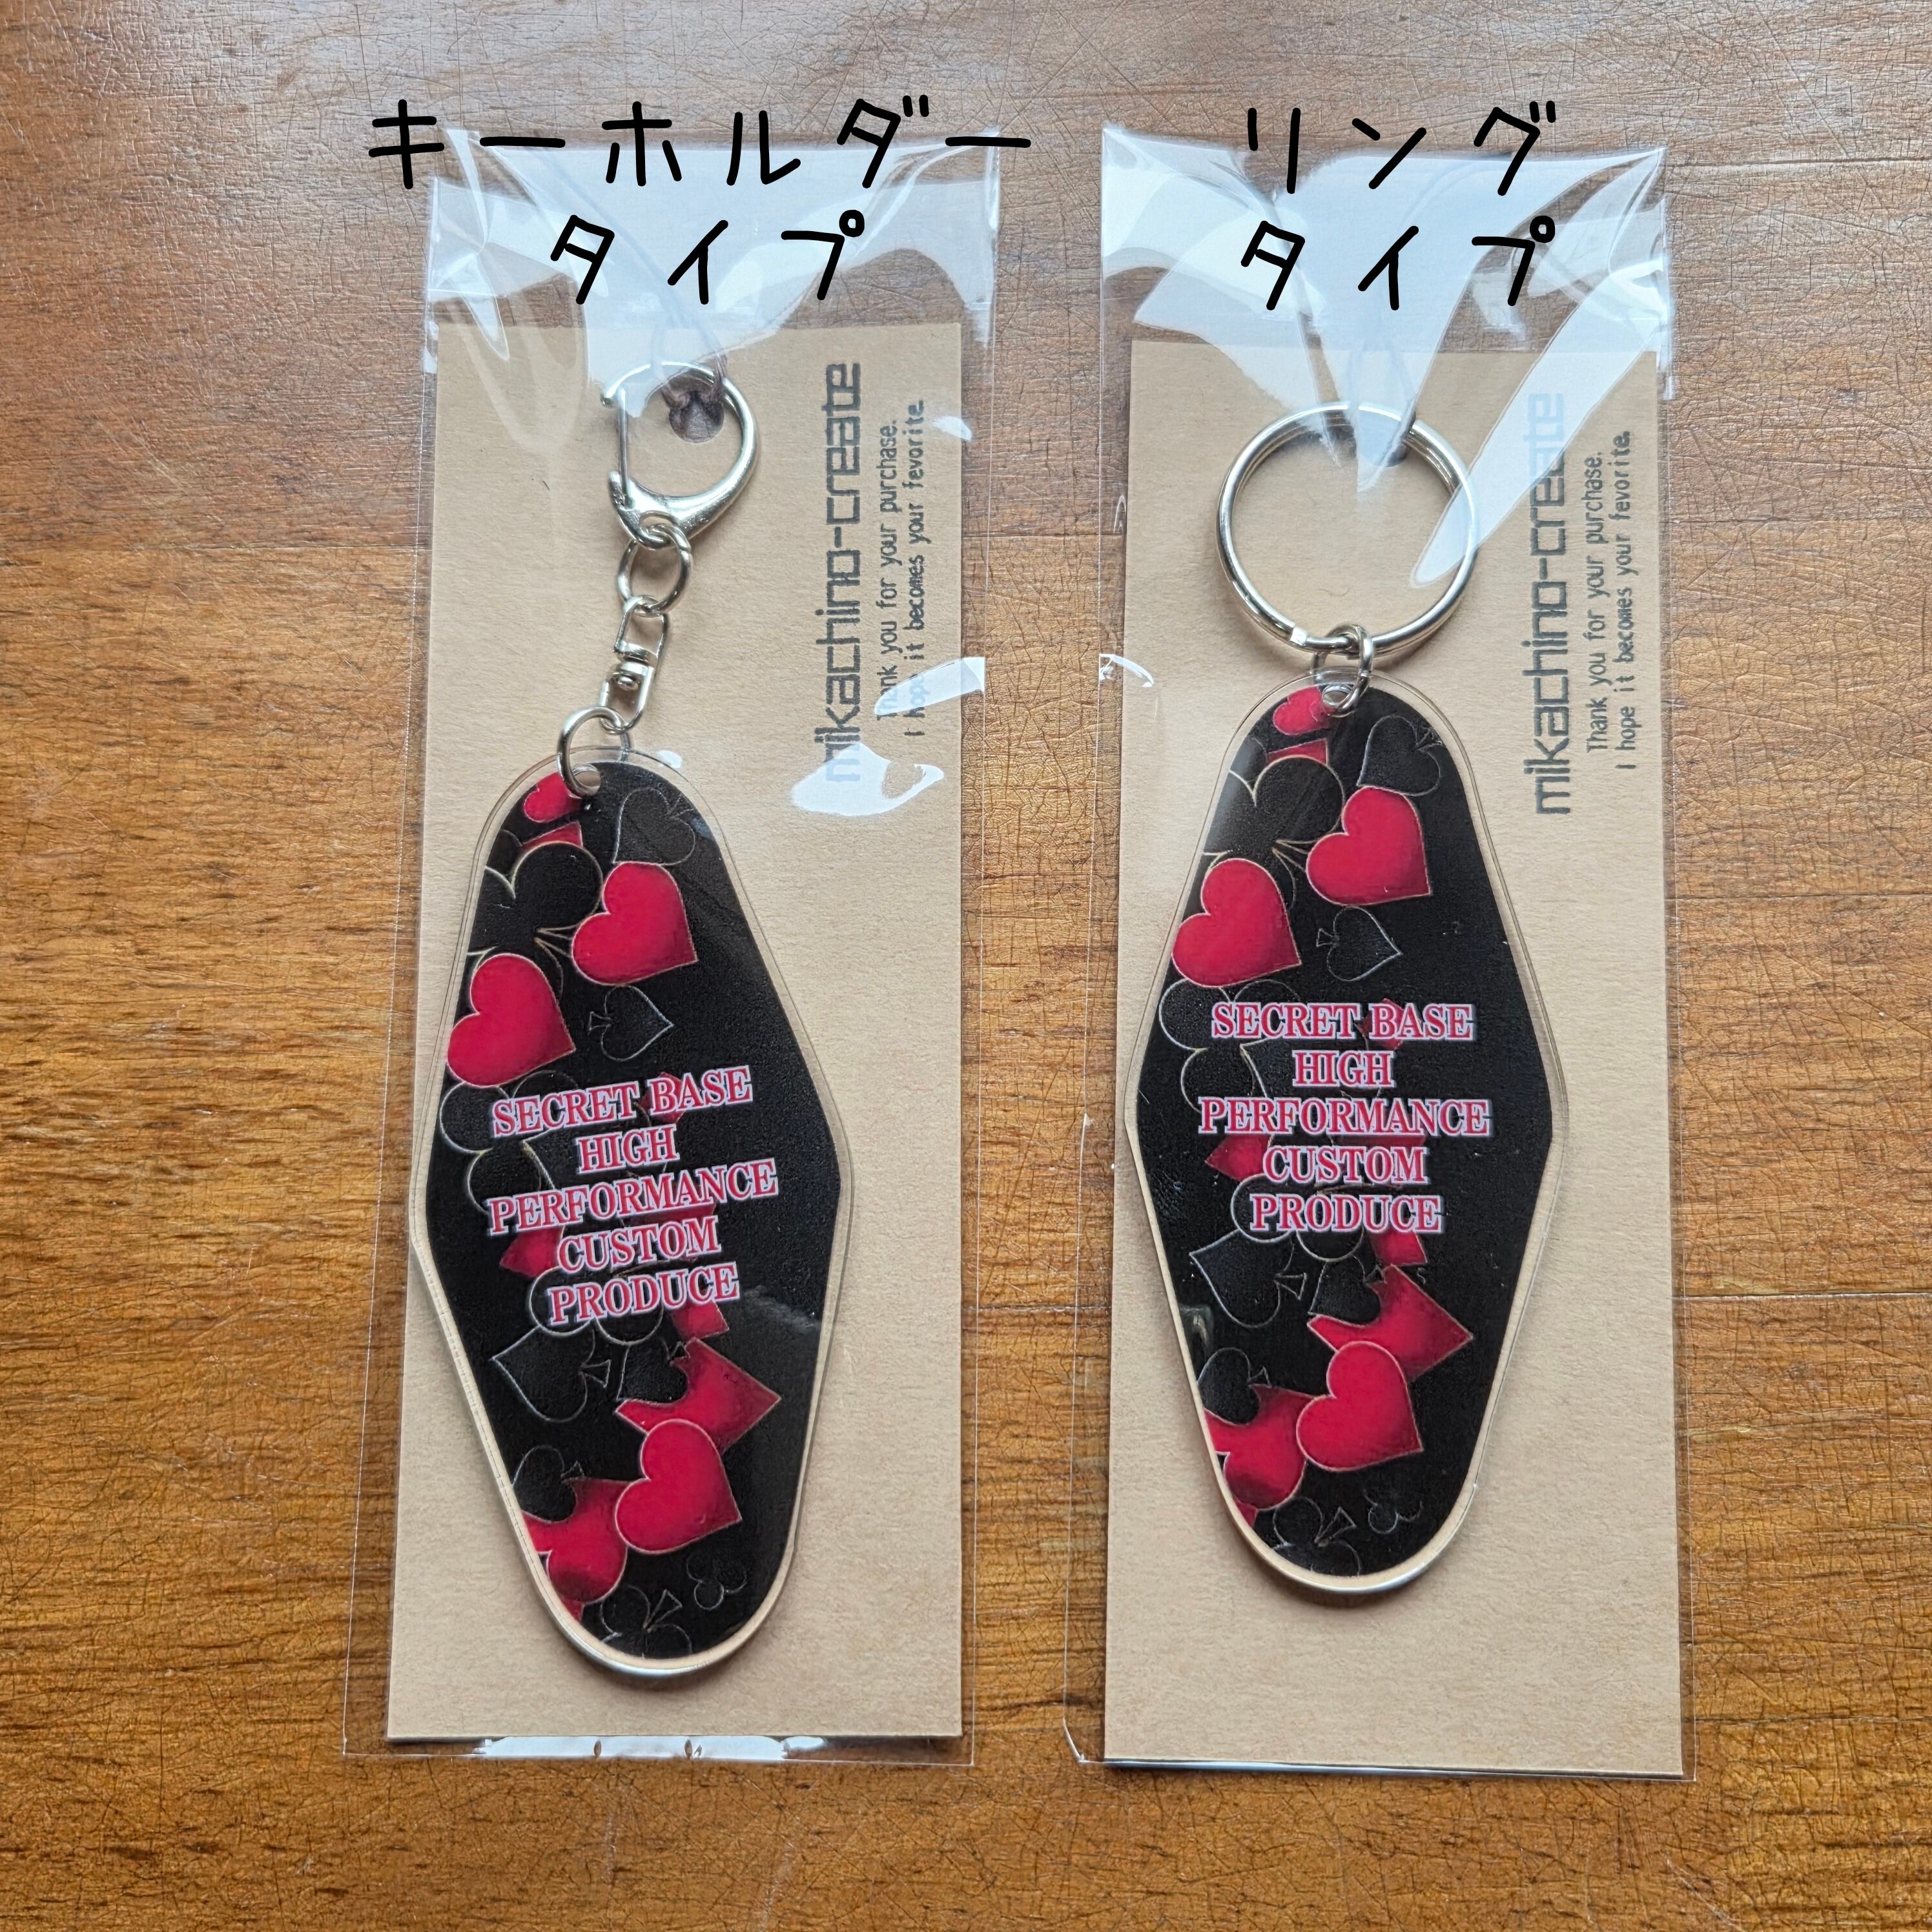 キーホルダー
タイプ
リング
タイプ
mikachino-create
Thank you for your purchase.
I hope it becomes your fevorite.
SECRET BASE
HIGH
PERFORMANCE
CUSTOM
PRODUCE
mikachino-create
Thank you for your purchase.
I hope it becomes your feverite.
SECRET BASE
HIGH
PERFORMANCE
CUSTOM
PRODUCE